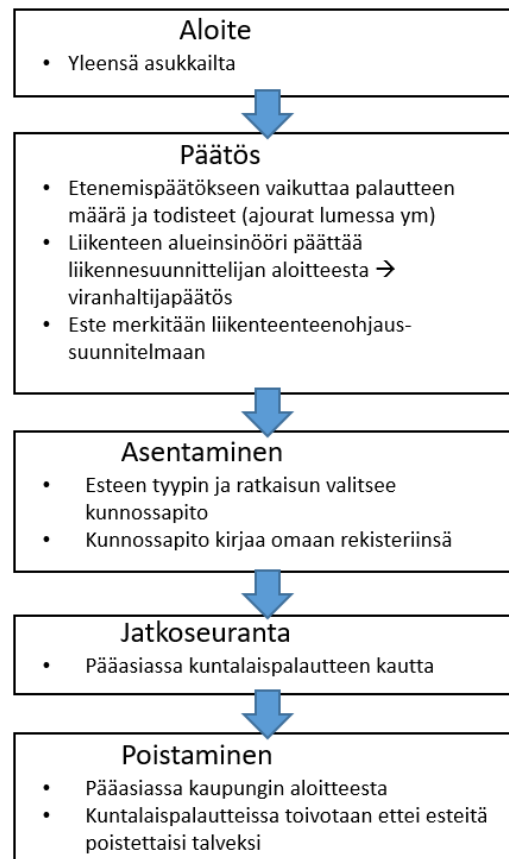 Aloite
• Yleensä asukkailta
Päätös
• Etenemispäätökseen vaikuttaa palautteen
määrä ja todisteet (ajourat lumessa ym)
• Liikenteen alueinsinööri päättää
liikennesuunnittelijan aloitteesta →
viranhaltijapäätös
• Este merkitään liikenteenteenohjaus-
suunnitelmaan
Asentaminen
• Esteen tyypin ja ratkaisun valitsee
kunnossapito
• Kunnossapito kirjaa omaan rekisteriinsä
Jatkoseuranta
• Pääasiassa kuntalaispalautteen kautta
Poistaminen
• Pääasiassa kaupungin aloitteesta
• Kuntalaispalautteissa toivotaan ettei esteitä
poistettaisi talveksi